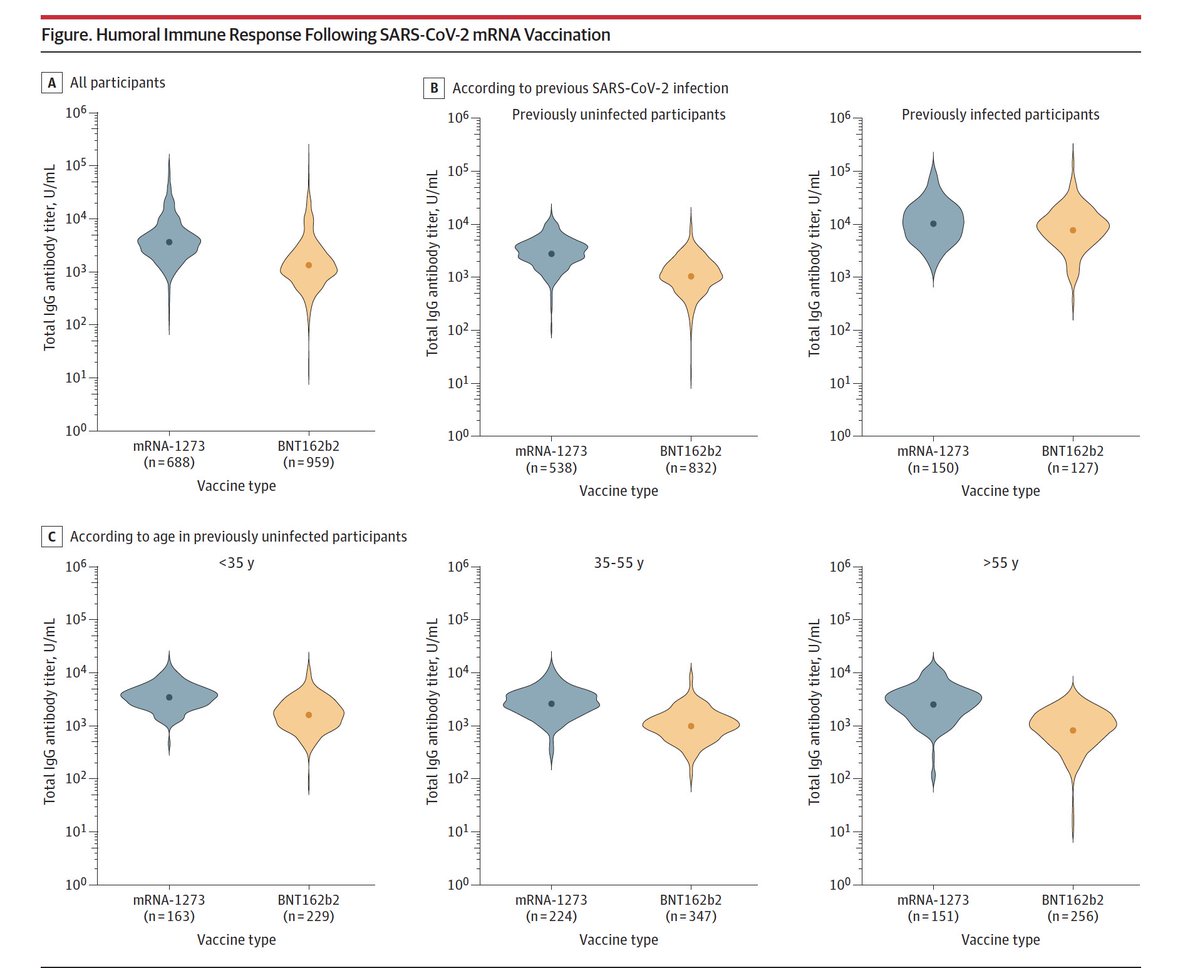 Figure. Humoral Immune Response Following SARS-CoV-2 mRNA Vaccination
A All participants
10⁶
10⁵
10⁴
10³
10²
10¹
10⁰
Total IgG antibody titer, U/mL
mRNA-1273
(n=688)
BNT162b2
(n=959)
Vaccine type
B According to previous SARS-CoV-2 infection
Previously uninfected participants
10⁶
10⁵
10⁴
10³
10²
10¹
10⁰
Total IgG antibody titer, U/mL
mRNA-1273
(n=538)
BNT162b2
(n=832)
Vaccine type
Previously infected participants
10⁶
10⁵
10⁴
10³
10²
10¹
10⁰
Total IgG antibody titer, U/mL
mRNA-1273
(n=150)
BNT162b2
(n=127)
Vaccine type
C According to age in previously uninfected participants
<35 y
10⁶
10⁵
10⁴
10³
10²
10¹
10⁰
Total IgG antibody titer, U/mL
mRNA-1273
(n=163)
BNT162b2
(n=229)
Vaccine type
35-55 y
10⁶
10⁵
10⁴
10³
10²
10¹
10⁰
Total IgG antibody titer, U/mL
mRNA-1273
(n=224)
BNT162b2
(n=347)
Vaccine type
>55 y
10⁶
10⁵
10⁴
10³
10²
10¹
10⁰
Total IgG antibody titer, U/mL
mRNA-1273
(n=151)
BNT162b2
(n=256)
Vaccine type